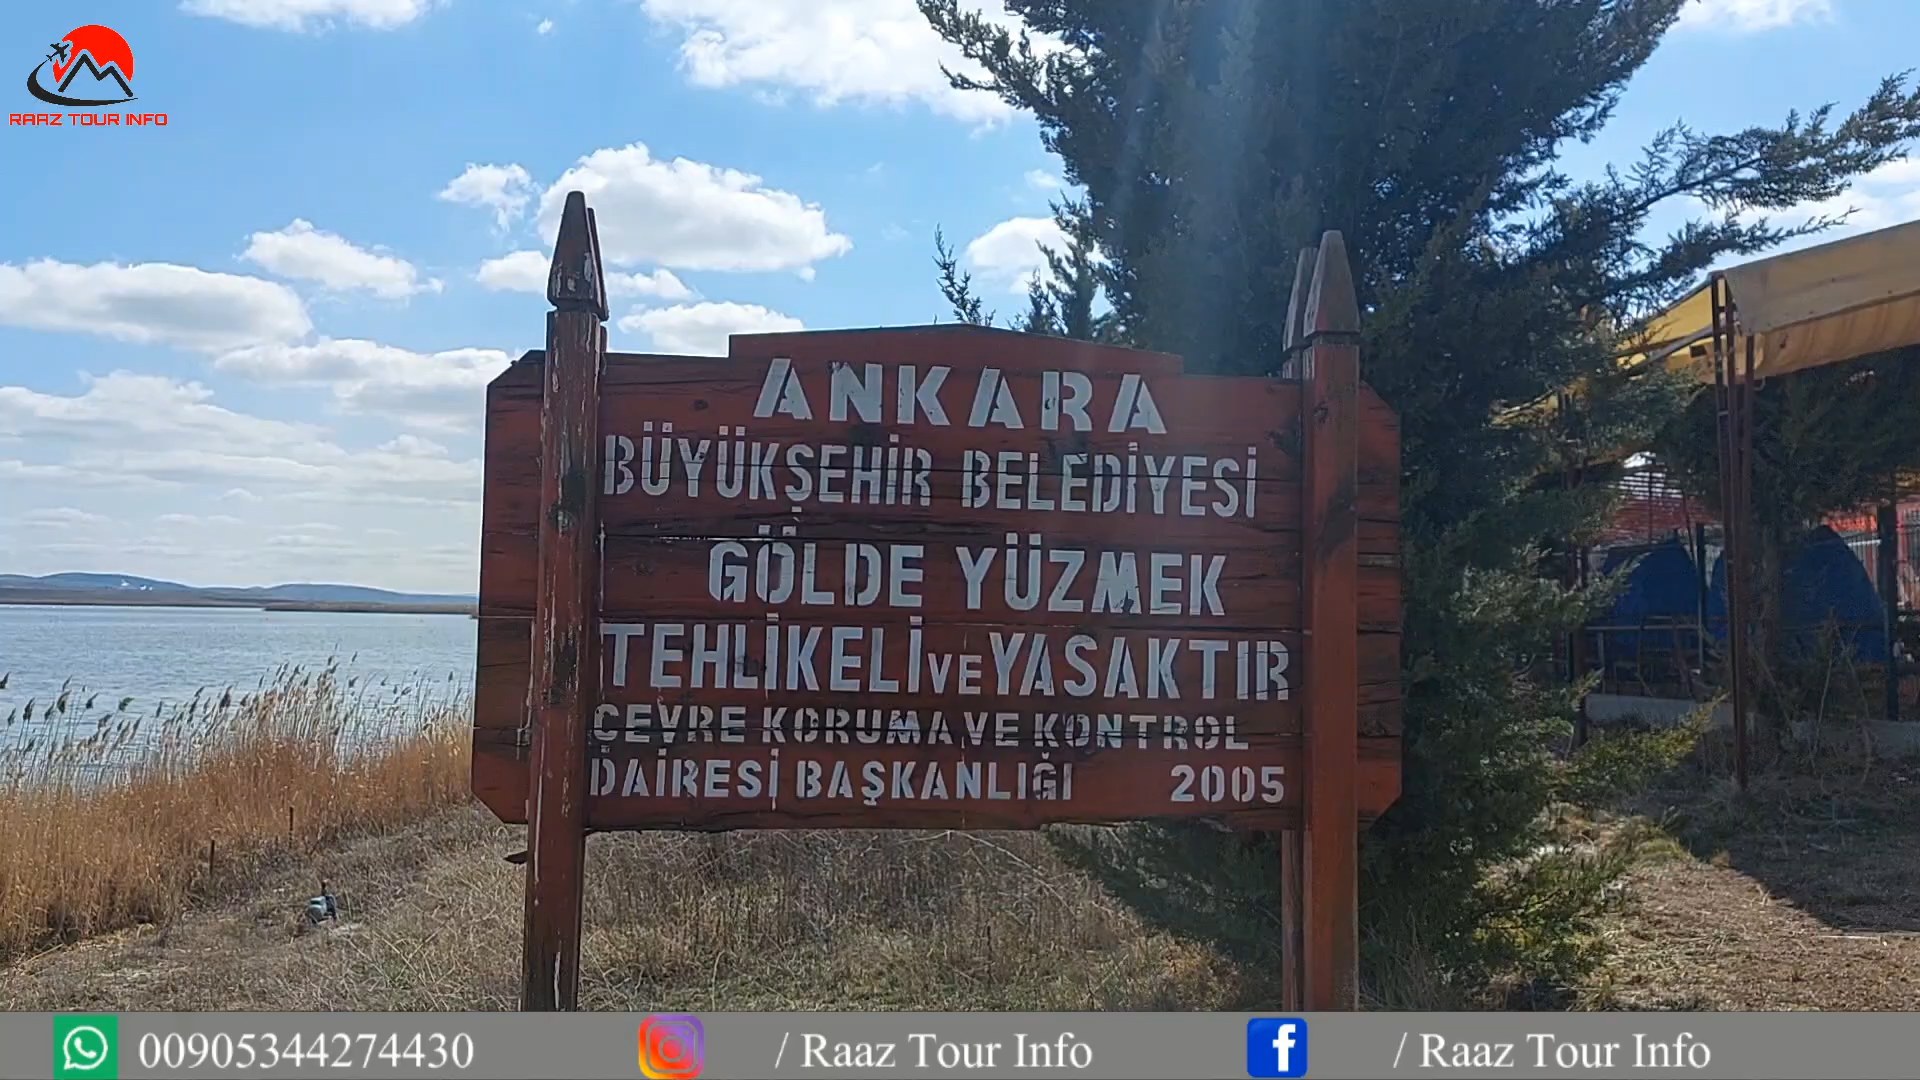 RAAZ TOUR INFO
ANKARA
BÜYÜKŞEHİR BELEDİYESİ
GÖLDE YÜZMEK
TEHLİKELİ VE YASAKTIR
ÇEVRE KORUMA VE KONTROL
DAİRESİ BAŞKANLIĞI 2005
00905344274430 / Raaz Tour Info / Raaz Tour Info